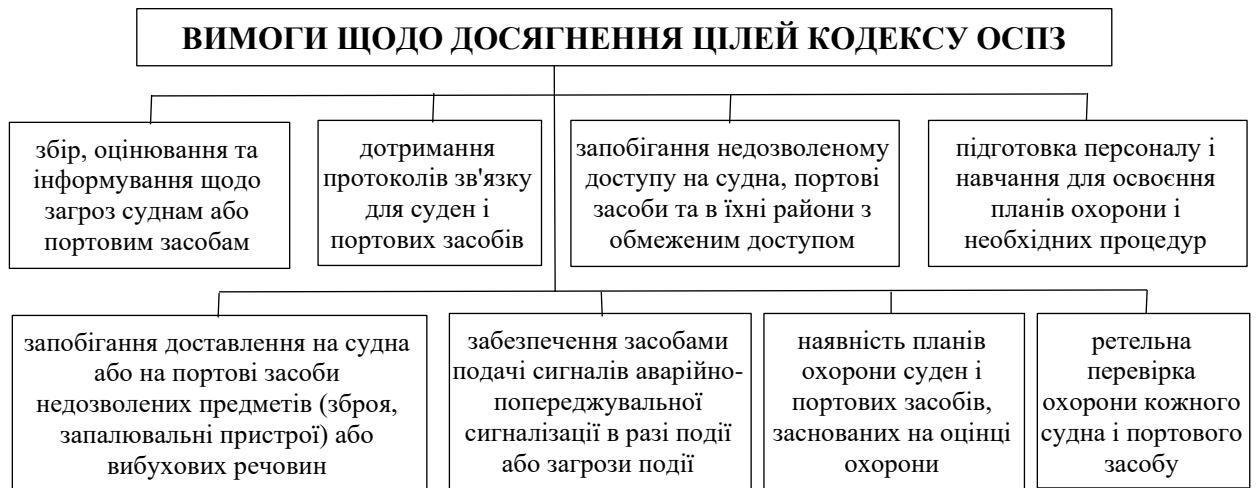 ВИМОГИ ЩОДО ДОСЯГНЕННЯ ЦІЛЕЙ КОДЕКСУ ОСПЗ
збір, оцінювання та
інформування щодо
загроз суднам або
портовим засобам
дотримання
протоколів зв'язку
для суден і
портових засобів
запобігання недозволеному
доступу на судна, портові
засоби та в їхні райони з
обмеженим доступом
підготовка персоналу і
навчання для освоєння
планів охорони і
необхідних процедур
запобігання доставлення на судна
або на портові засоби
недозволених предметів (зброя,
запалювальні пристрої) або
вибухових речовин
забезпечення засобами
подачі сигналів аварійно-
попереджувальної
сигналізації в разі події
або загрози події
наявність планів
охорони суден і
портових засобів,
заснованих на оцінці
охорони
ретельна
перевірка
охорони кожного
судна і портового
засобу